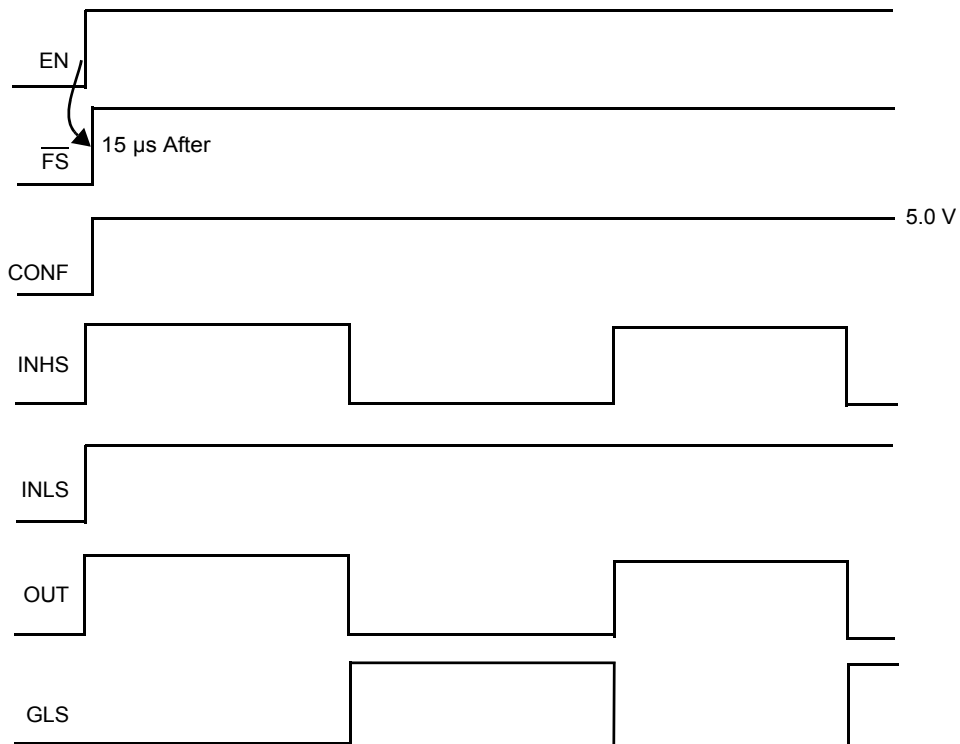 EN
15 µs After
FS
5.0 V
CONF
INHS
INLS
OUT
GLS